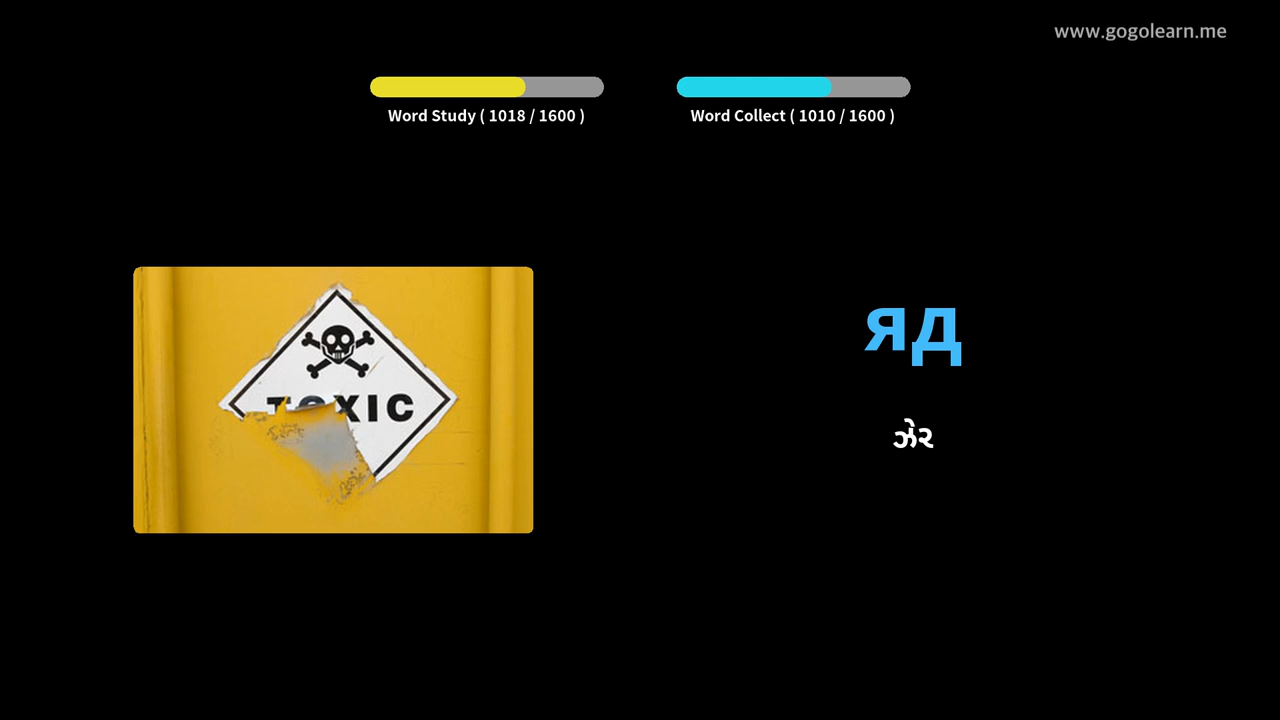 www.gogolearn.me
Word Study ( 1018 / 1600 )
Word Collect ( 1010 / 1600 )
TOXIC
яд
ઝેર